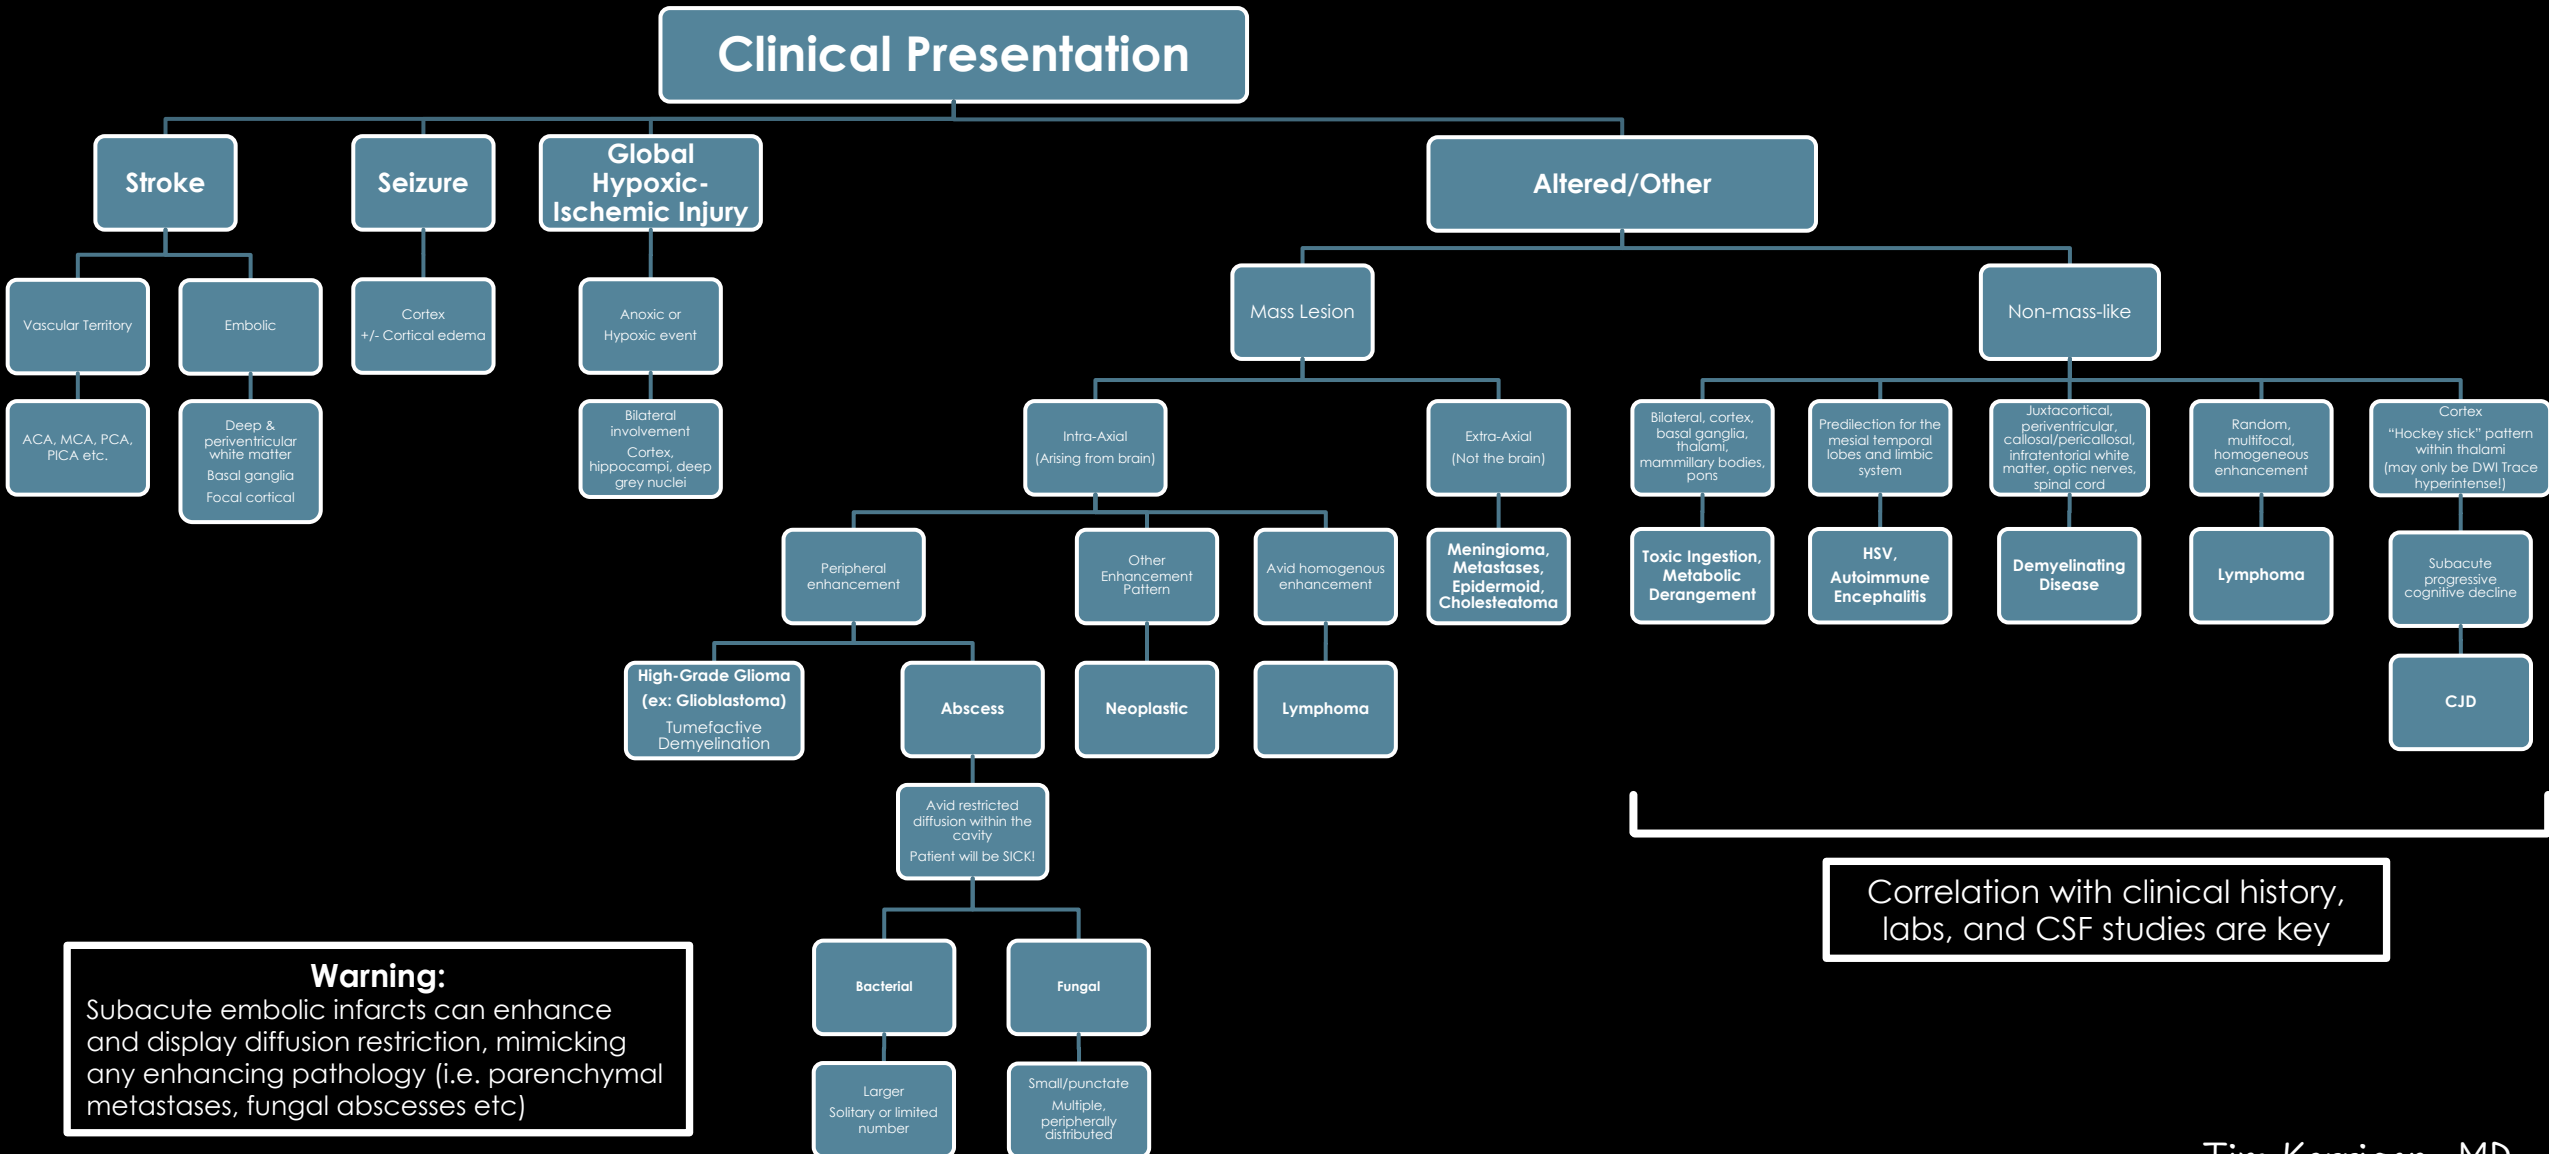 Clinical Presentation
Stroke
Seizure
Global
Hypoxic-
Ischemic Injury
Altered/Other
Vascular Territory
Embolic
Cortex
+/- Cortical edema
Anoxic or
Hypoxic event
Mass Lesion
Non-mass-like
ACA, MCA, PCA,
PICA etc.
Deep &
periventricular
white matter
Basal ganglia
Focal cortical
Bilateral
involvement
Cortex,
hippocampi, deep
grey nuclei
Intra-Axial
(Arising from brain)
Extra-Axial
(Not the brain)
Bilateral, cortex,
basal ganglia,
thalami,
mammillary bodies,
pons
Predilection for the
mesial temporal
lobes and limbic
system
Juxtacortical,
periventricular,
callosal/pericallosal,
infratentorial white
matter, optic nerves,
spinal cord
Random,
multifocal,
homogeneous
enhancement
Cortex
"Hockey stick" pattern
within thalami
(may only be DWI Trace
hyperintense!)
Peripheral
enhancement
Other
Enhancement
Pattern
Avid homogenous
enhancement
Meningioma,
Metastases,
Epidermoid,
Cholesteatoma
Toxic Ingestion,
Metabolic
Derangement
HSV,
Autoimmune
Encephalitis
Demyelinating
Disease
Lymphoma
Subacute
progressive
cognitive decline
High-Grade Glioma
(ex: Glioblastoma)
Tumefactive
Demyelination
Abscess
Neoplastic
Lymphoma
CJD
Avid restricted
diffusion within the
cavity
Patient will be SICK!
Correlation with clinical history,
labs, and CSF studies are key
Bacterial
Fungal
Warning:
Subacute embolic infarcts can enhance
and display diffusion restriction, mimicking
any enhancing pathology (i.e. parenchymal
metastases, fungal abscesses etc)
Larger
Solitary or limited
number
Small/punctate
Multiple,
peripherally
distributed
Tim
MD